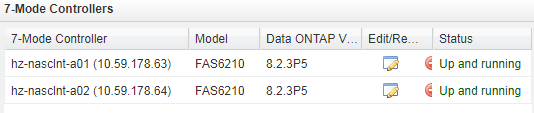 7-Mode Controllers
7-Mode Controller Model Data ONTAP V... Edit/Re... Status
hz-nasclnt-a01 (10.59.178.63) FAS6210 8.2.3P5 Up and running
hz-nasclnt-a02 (10.59.178.64) FAS6210 8.2.3P5 Up and running